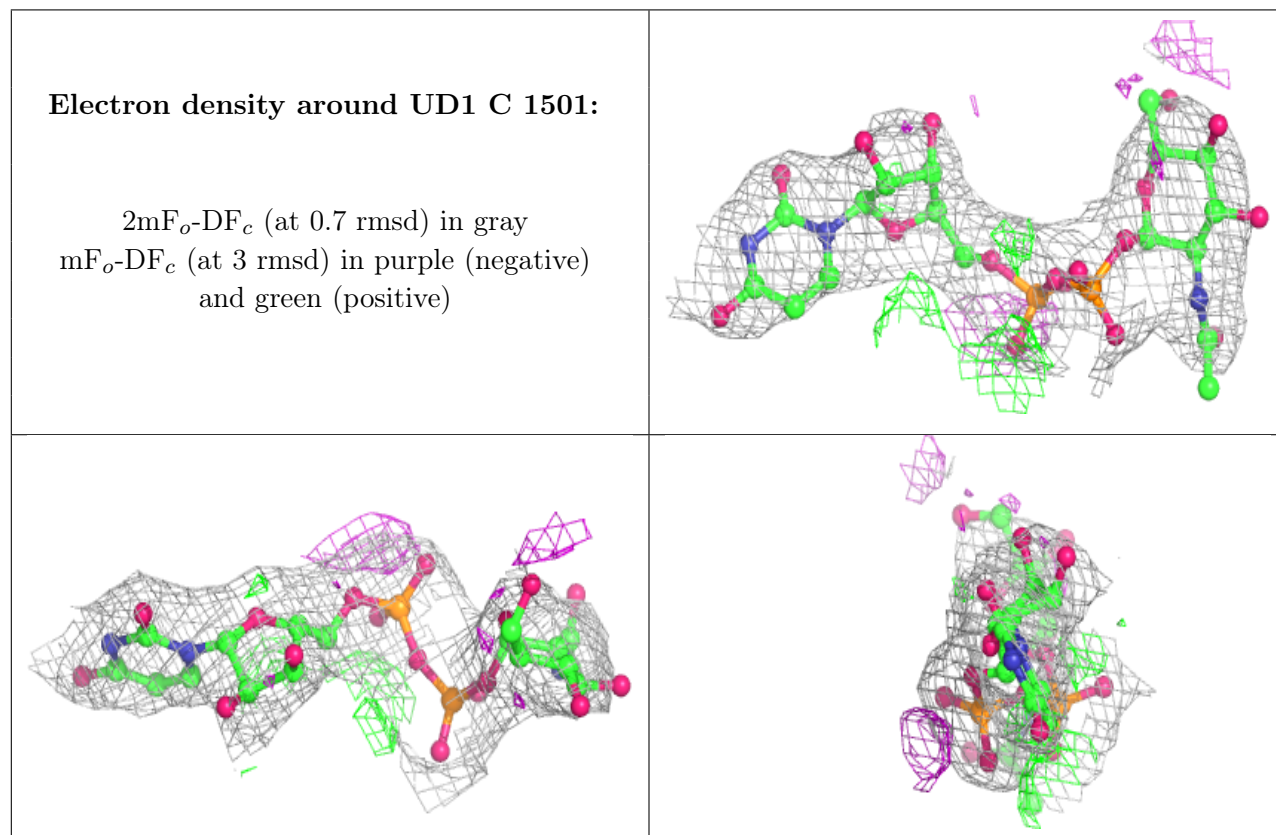 Electron density around UD1 C 1501:
2mFo-DFc (at 0.7 rmsd) in gray
mFo-DFc (at 3 rmsd) in purple (negative)
and green (positive)